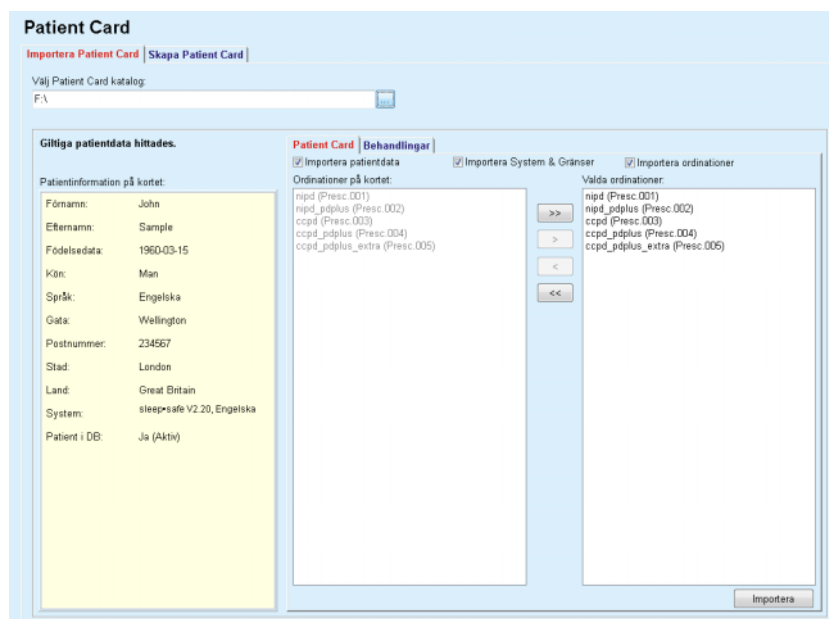 Patient Card
Importera Patient Card
Skapa Patient Card
Välj Patient Card katalog:
F:\
...
Giltiga patientdata hittades.
Patientinformation på kortet:
Förnamn: John
Efternamn: Sample
Födelsedata: 1960-03-15
Kön: Man
Språk: Engelska
Gata: Wellington
Postnummer: 234567
Stad: London
Land: Great Britain
System: sleep•safe V2.20, Engelska
Patient i DB: Ja (Aktiv)
Patient Card
Behandlingar
Importera patientdata
Importera System & Gränser
Importera ordinationer
Ordinationer på kortet:
nipd (Presc.001)
nipd_pdplus (Presc.002)
ccpd (Presc.003)
ccpd_pdplus (Presc.004)
ccpd_pdplus_extra (Presc.005)
>>
>
<
<<
Valda ordinationer:
nipd (Presc.001)
nipd_pdplus (Presc.002)
ccpd (Presc.003)
ccpd_pdplus (Presc.004)
ccpd_pdplus_extra (Presc.005)
Importera